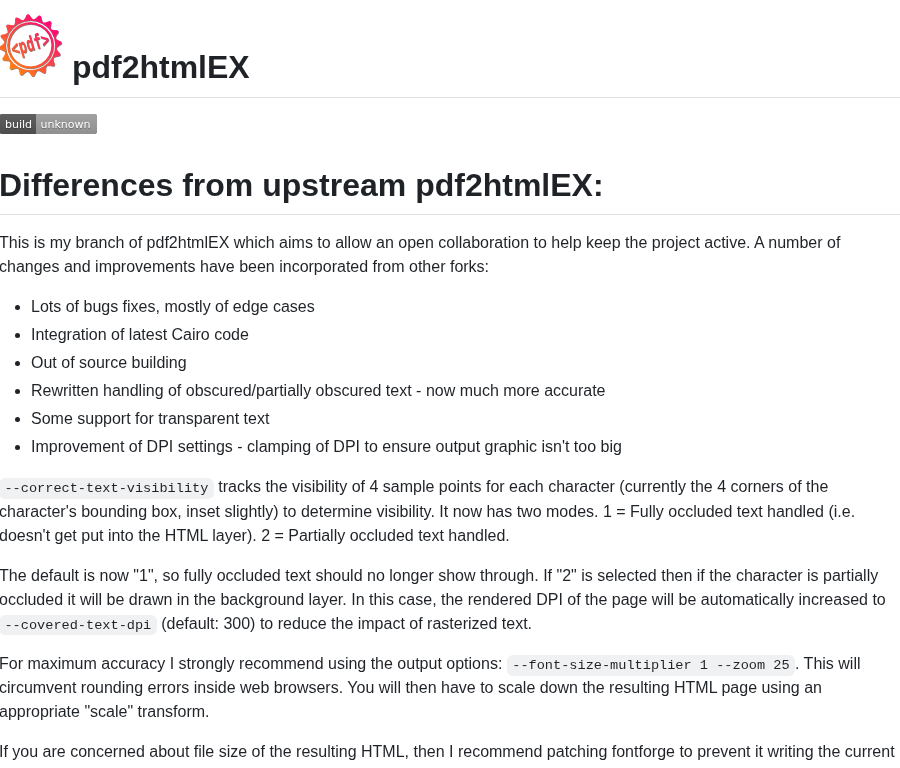 <pdf>
pdf2htmlEX
build unknown
Differences from upstream pdf2htmlEX:
This is my branch of pdf2htmlEX which aims to allow an open collaboration to help keep the project active. A number of
changes and improvements have been incorporated from other forks:
• Lots of bugs fixes, mostly of edge cases
• Integration of latest Cairo code
• Out of source building
• Rewritten handling of obscured/partially obscured text - now much more accurate
• Some support for transparent text
• Improvement of DPI settings - clamping of DPI to ensure output graphic isn't too big
--correct-text-visibility tracks the visibility of 4 sample points for each character (currently the 4 corners of the
character's bounding box, inset slightly) to determine visibility. It now has two modes. 1 = Fully occluded text handled (i.e.
doesn't get put into the HTML layer). 2 = Partially occluded text handled.
The default is now "1", so fully occluded text should no longer show through. If "2" is selected then if the character is partially
occluded it will be drawn in the background layer. In this case, the rendered DPI of the page will be automatically increased to
--covered-text-dpi (default: 300) to reduce the impact of rasterized text.
For maximum accuracy I strongly recommend using the output options: --font-size-multiplier 1 --zoom 25. This will
circumvent rounding errors inside web browsers. You will then have to scale down the resulting HTML page using an
appropriate "scale" transform.
If you are concerned about file size of the resulting HTML, then I recommend patching fontforge to prevent it writing the current